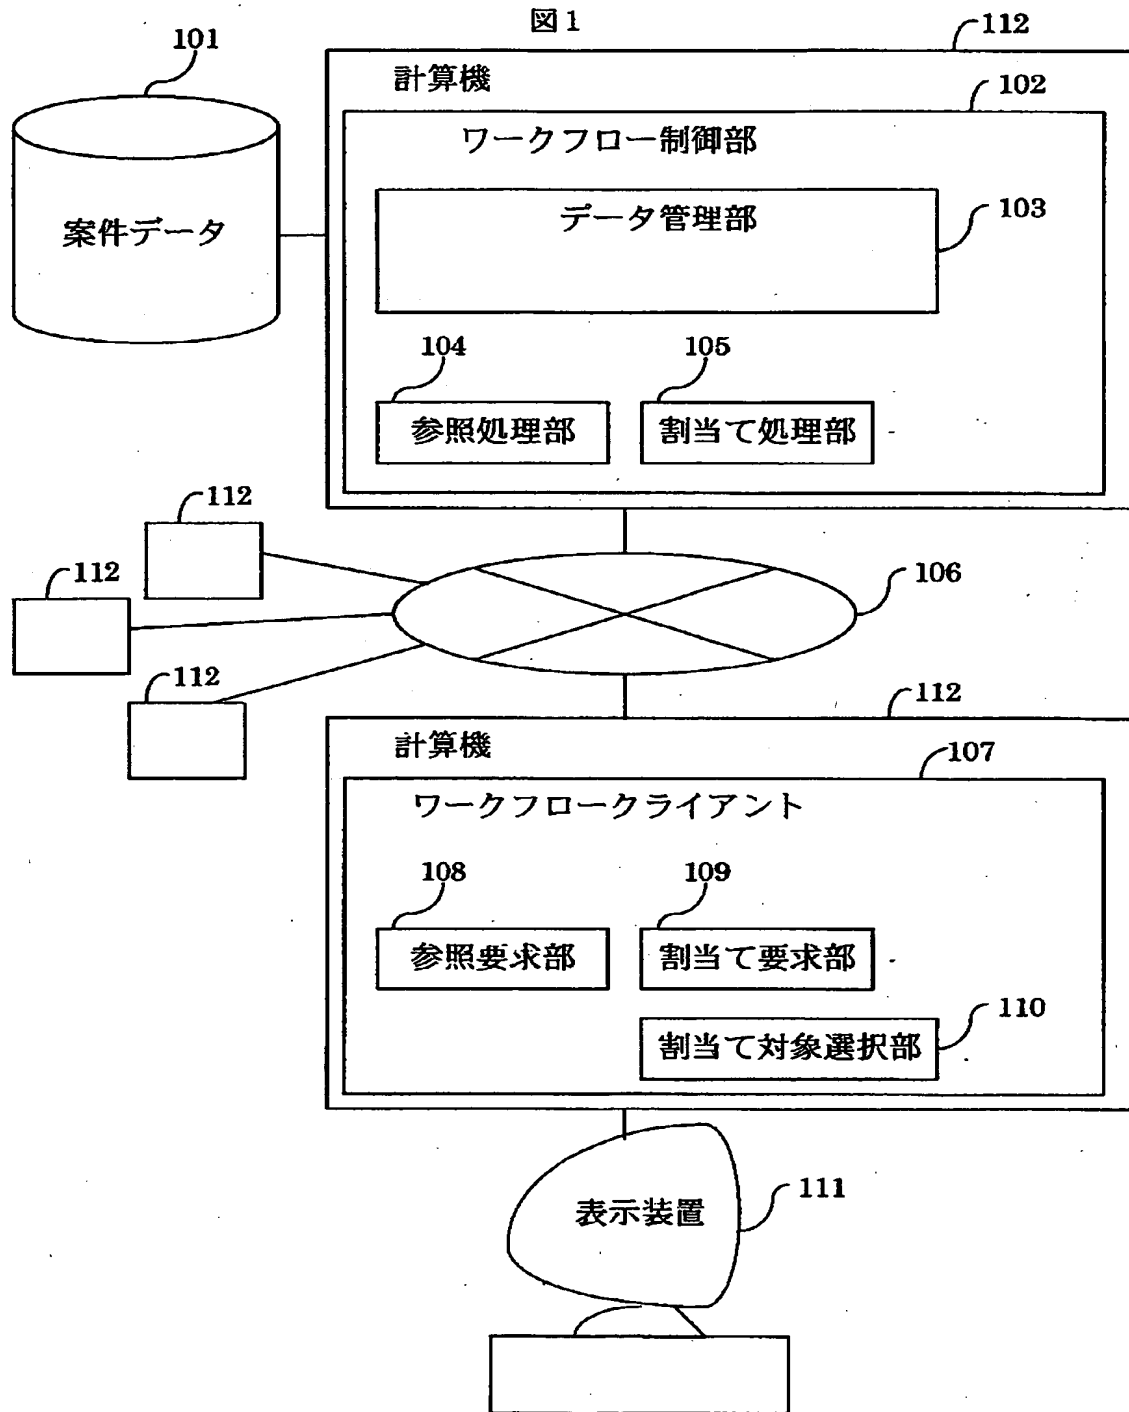 図1
101
112
計算機
102
ワークフロー制御部
案件データ
データ管理部
103
104
105
参照処理部
割当て処理部
112
112
106
112
112
計算機
107
ワークフロークライアント
108
109
参照要求部
割当て要求部
110
割当て対象選択部
表示装置
111